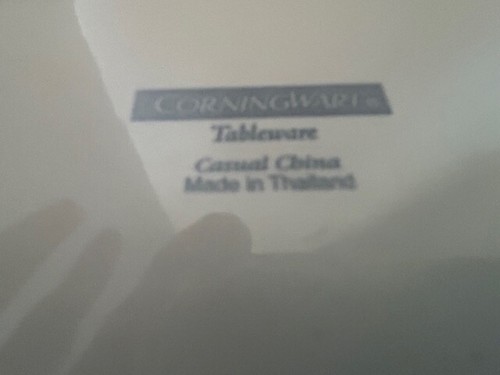 CORNINGWARE®
Tableware
Casual China
Made in Thailand